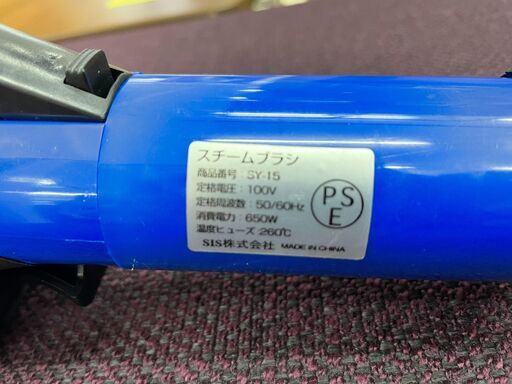 スチームブラシ
商品番号：SY-15
定格電圧：100V
定格周波数：50/60Hz
消費電力：650W
温度ヒューズ:260℃
SIS株式会社 MADE IN CHINA
PS
E